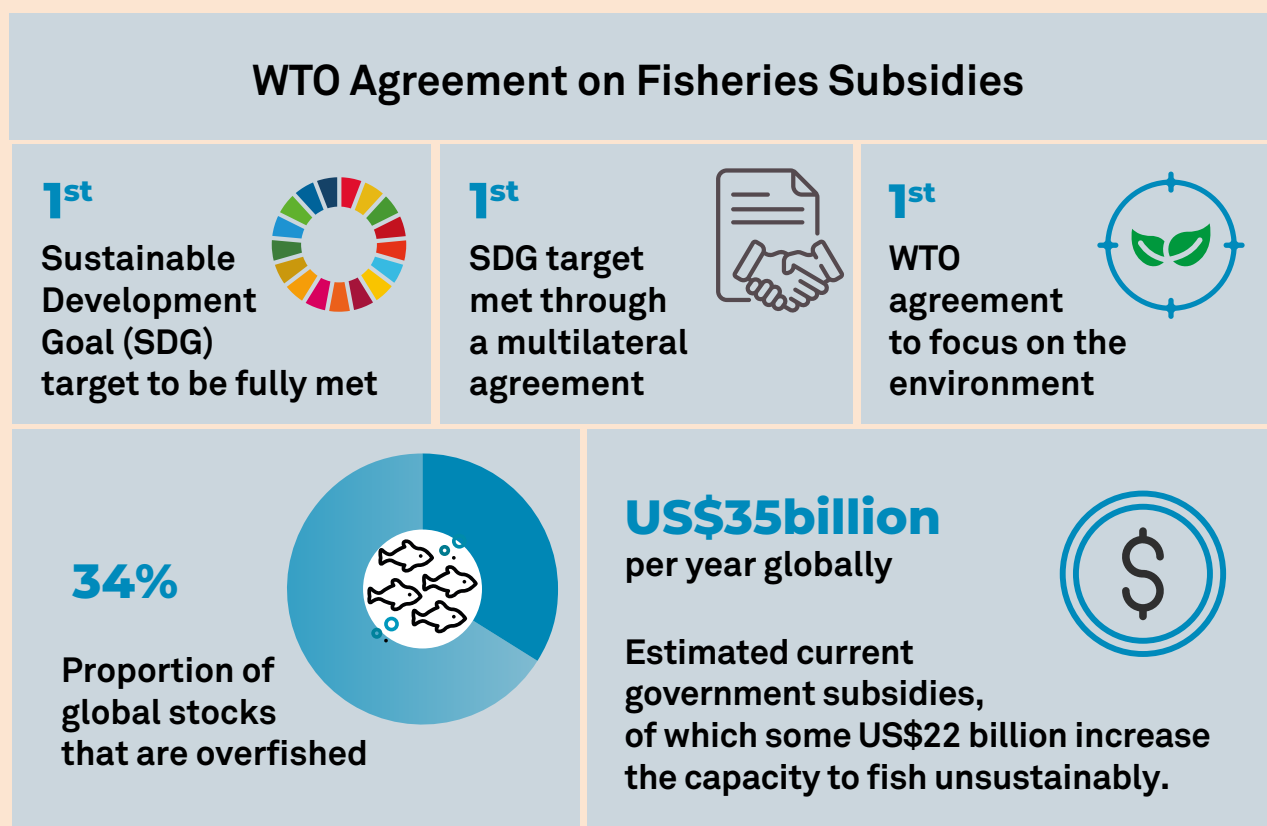 WTO Agreement on Fisheries Subsidies
1st
Sustainable
Development
Goal (SDG)
target to be fully met
1st
SDG target
met through
a multilateral
agreement
1st
WTO
agreement
to focus on the
environment
34%
Proportion of
global stocks
that are overfished
US$35billion
per year globally
Estimated current
government subsidies,
of which some US$22 billion increase
the capacity to fish unsustainably.
$